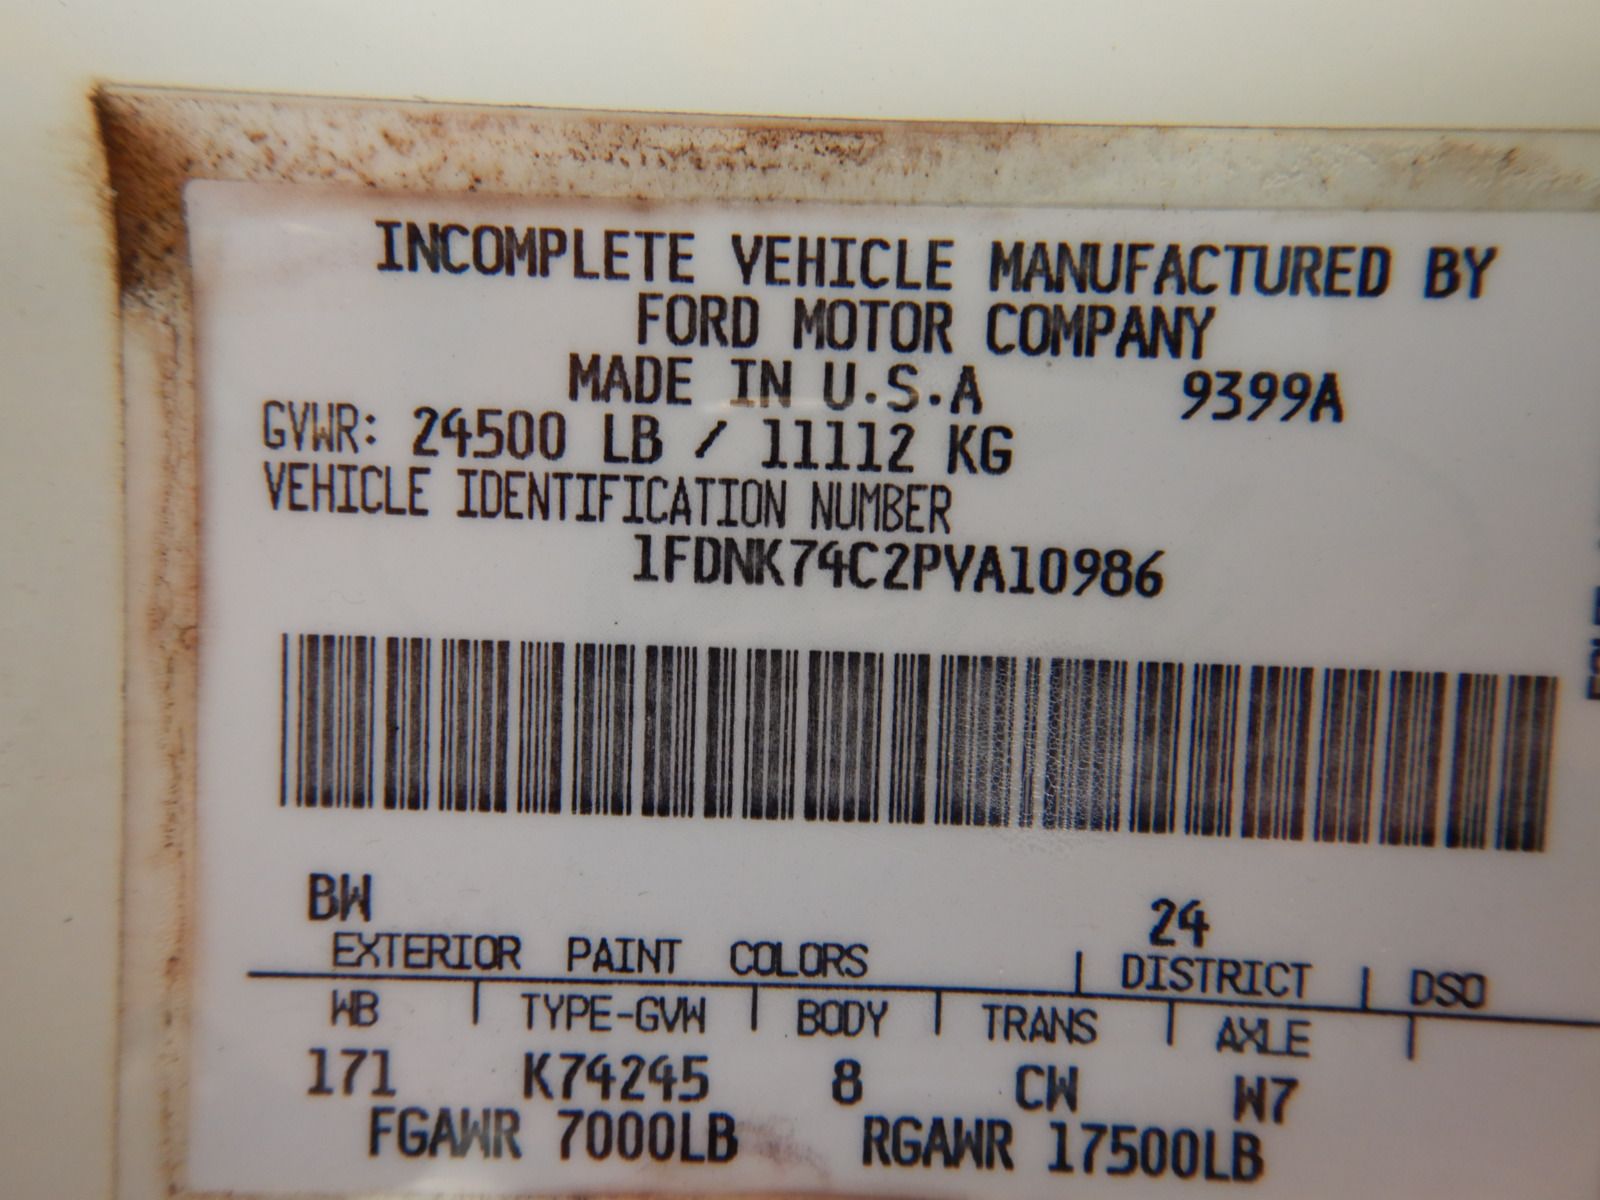 INCOMPLETE VEHICLE MANUFACTURED BY
FORD MOTOR COMPANY
MADE IN U.S.A 9399A
GVWR: 24500 LB / 11112 KG
VEHICLE IDENTIFICATION NUMBER
1FDNK74C2PVA10986
BW 24
EXTERIOR PAINT COLORS | DISTRICT | DSO
WB | TYPE-GVW | BODY | TRANS | AXLE |
171 K74245 8 CW W7
FGAWR 7000LB RGAWR 17500LB